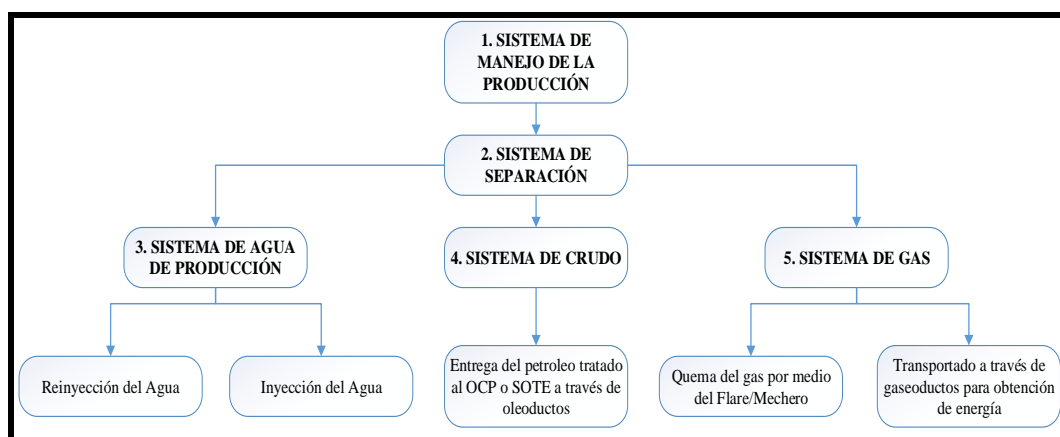 1. SISTEMA DE
MANEJO DE LA
PRODUCCIÓN
2. SISTEMA DE
SEPARACIÓN
3. SISTEMA DE AGUA
DE PRODUCCIÓN
4. SISTEMA DE CRUDO
5. SISTEMA DE GAS
Reinyección del Agua
Inyección del Agua
Entrega del petroleo tratado
al OCP o SOTE a través de
oleoductos
Quema del gas por medio
del Flare/Mechero
Transportado a través de
gaseoductos para obtención
de energía